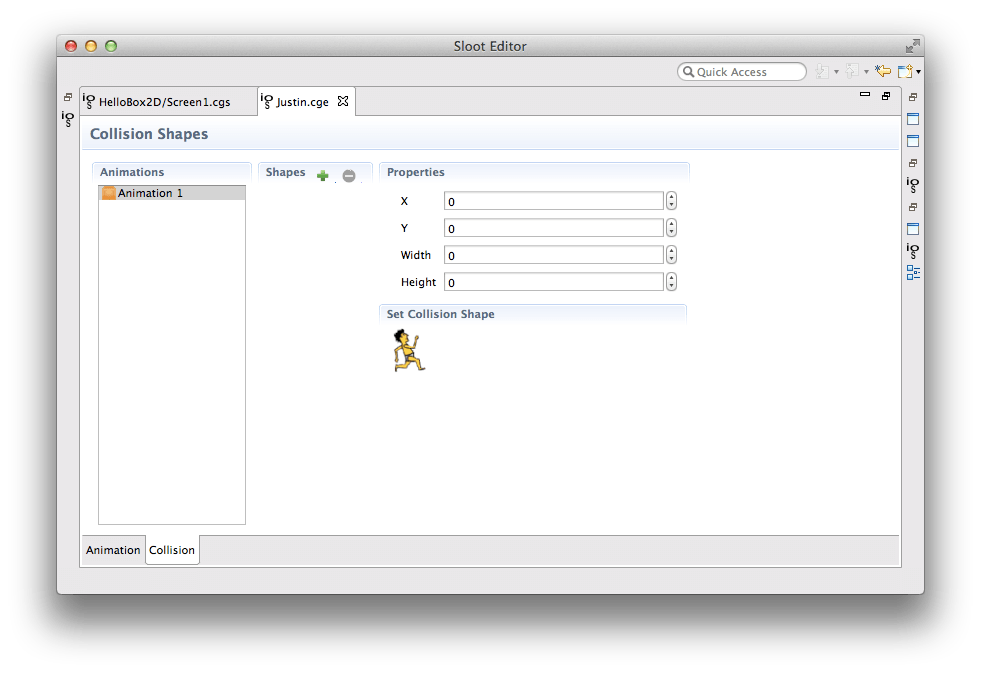 Sloot Editor
Quick Access
HelloBox2D/Screen1.cgs
Justin.cge
Collision Shapes
Animations
Shapes
Properties
Animation 1
X
0
Y
0
Width
0
Height
0
Set Collision Shape
Animation
Collision